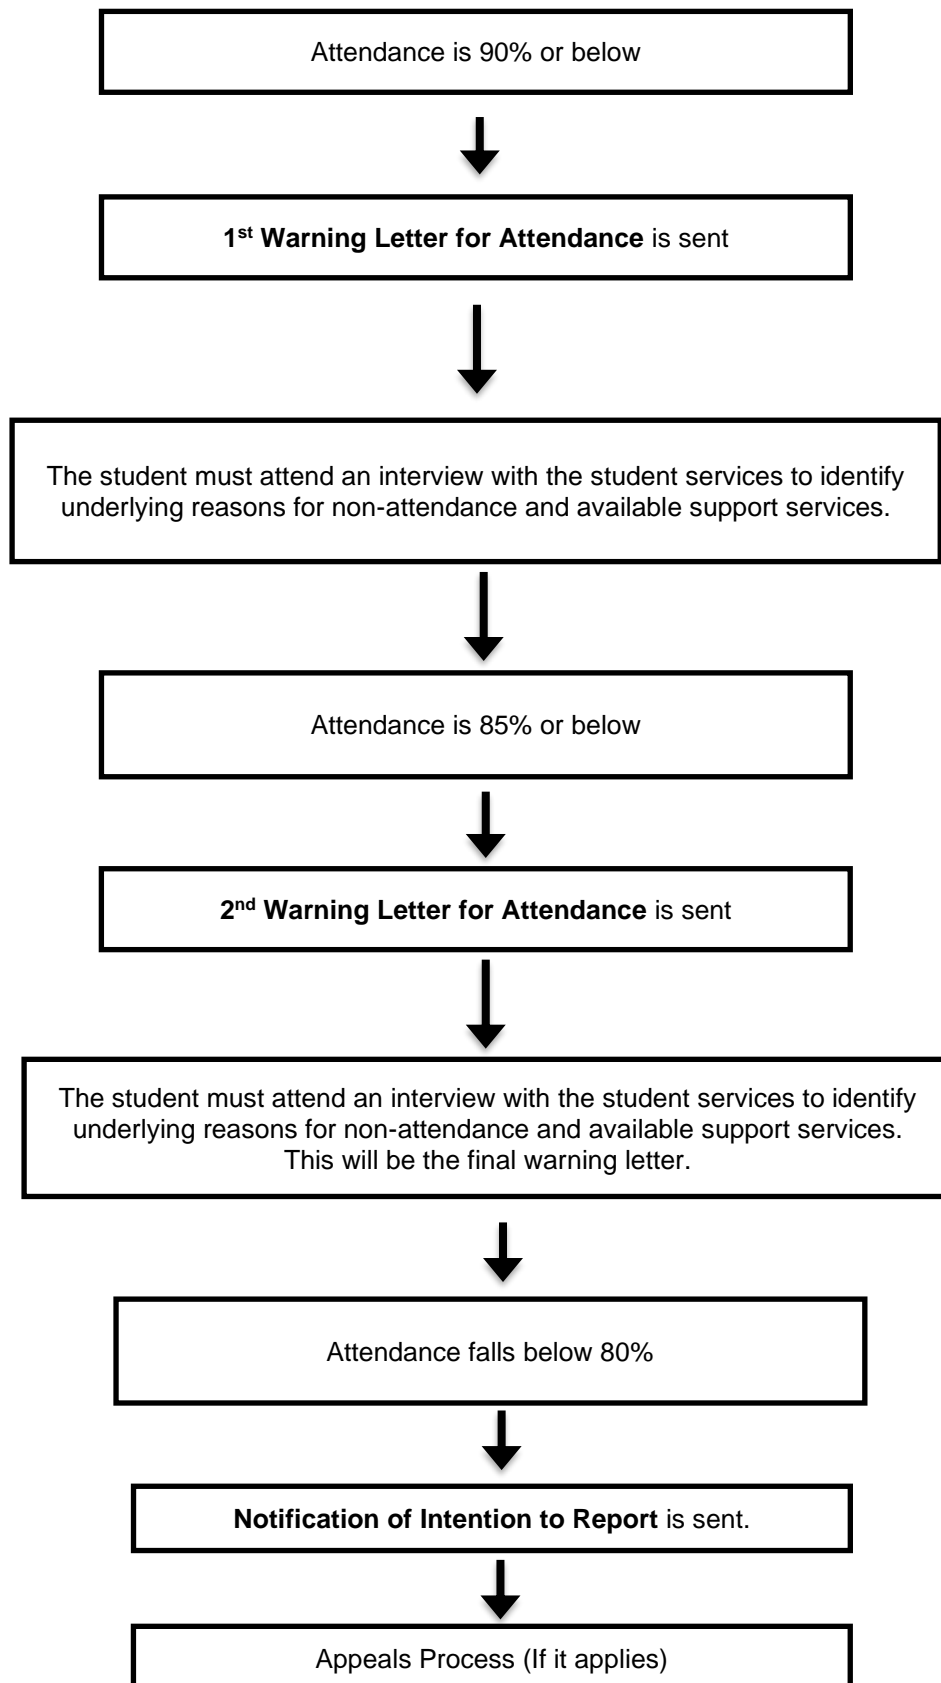 Attendance is 90% or below
1st Warning Letter for Attendance is sent
The student must attend an interview with the student services to identify
underlying reasons for non-attendance and available support services.
Attendance is 85% or below
2nd Warning Letter for Attendance is sent
The student must attend an interview with the student services to identify
underlying reasons for non-attendance and available support services.
This will be the final warning letter.
Attendance falls below 80%
Notification of Intention to Report is sent.
Appeals Process (If it applies)